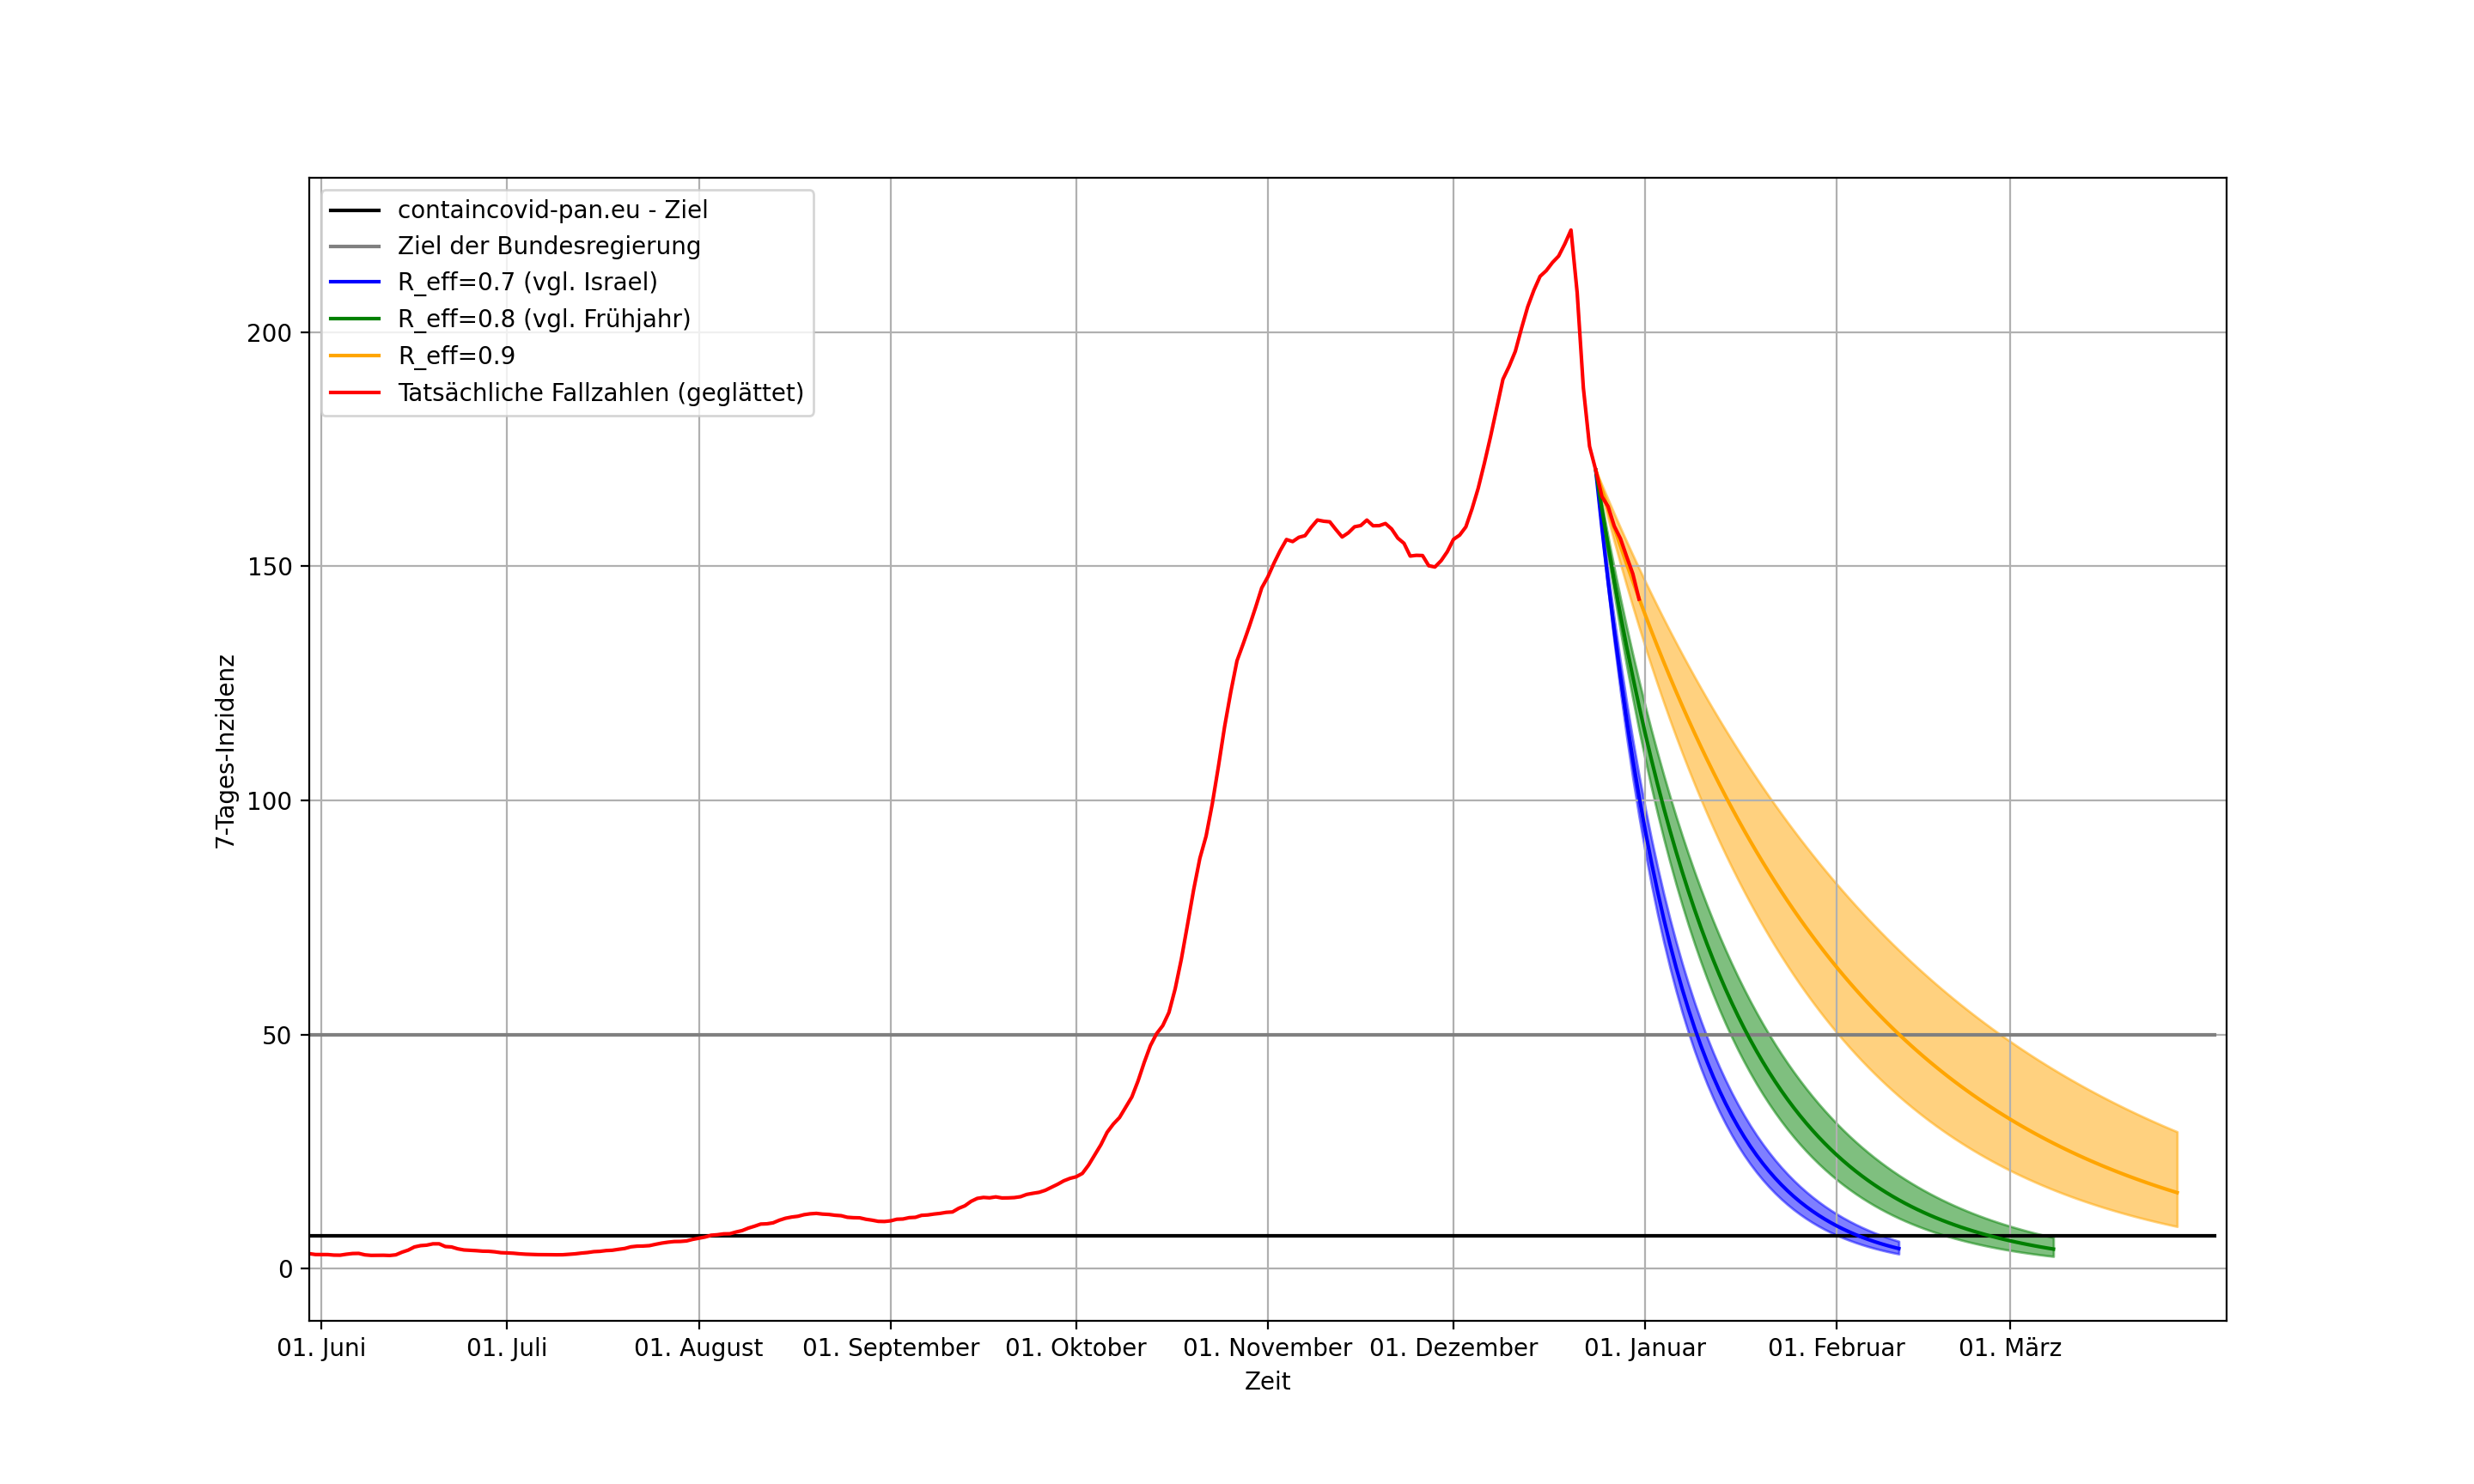 containcovid-pan.eu - Ziel
Ziel der Bundesregierung
R_eff=0.7 (vgl. Israel)
R_eff=0.8 (vgl. Frühjahr)
R_eff=0.9
Tatsächliche Fallzahlen (geglättet)
7-Tages-Inzidenz
200
150
100
50
0
01. Juni 01. Juli 01. August 01. September 01. Oktober 01. November 01. Dezember 01. Januar 01. Februar 01. März
Zeit